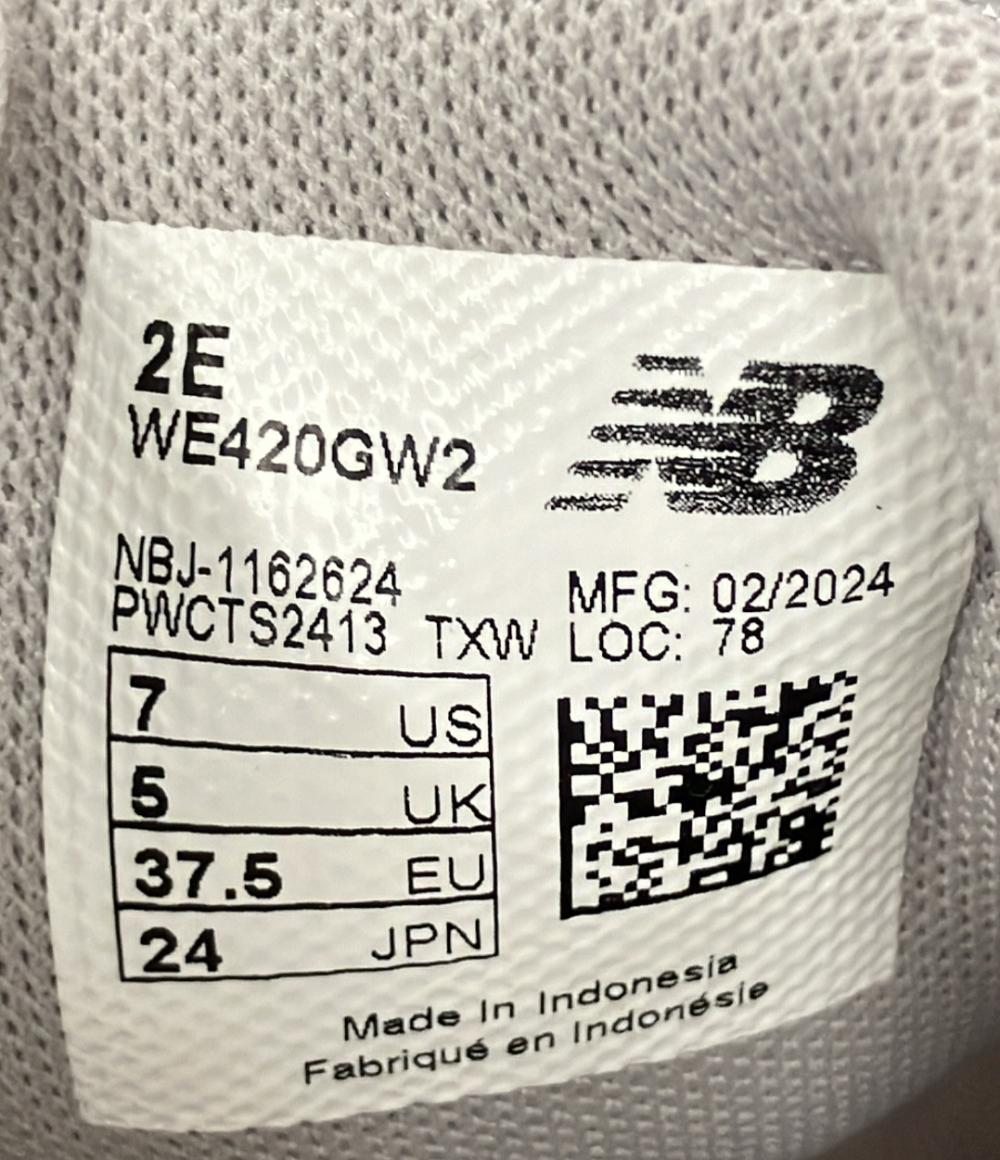 2E
WE420GW2
NB
NBJ-1162624
PWCTS2413 TXW
MFG: 02/2024
LOC: 78
7 US
5 UK
37.5 EU
24 JPN
Made In Indonesia
Fabriqué en Indonésie